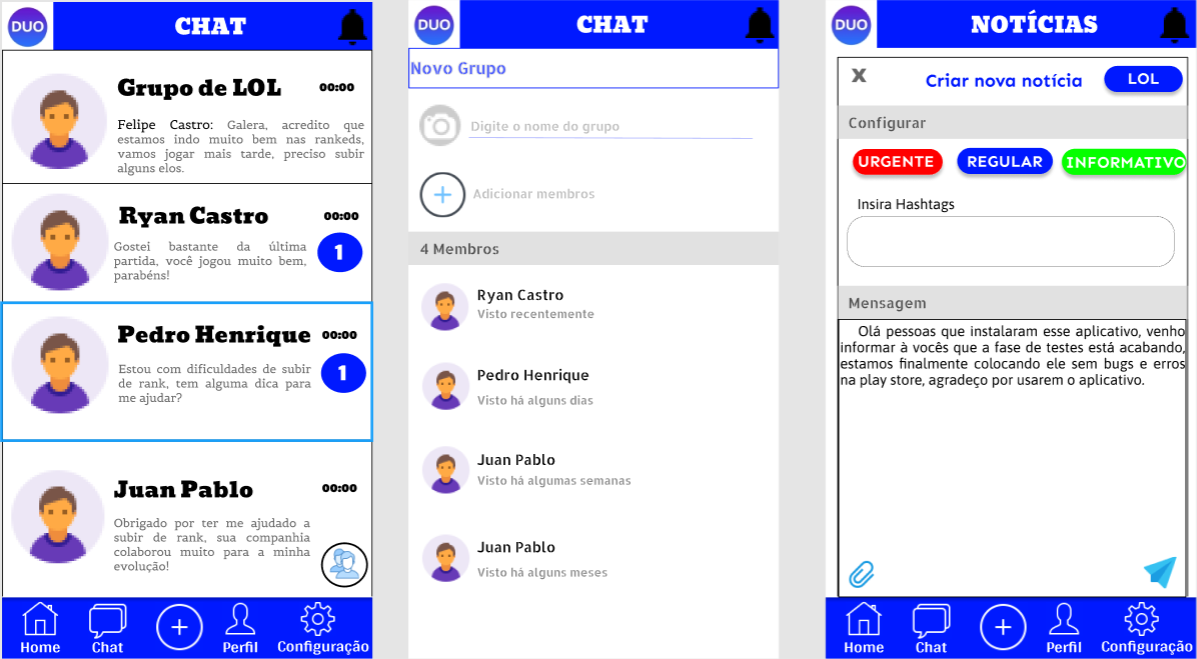 DUO
CHAT
Grupo de LOL
00:00
Felipe Castro: Galera, acredito que
estamos indo muito bem nas rankeds,
vamos jogar mais tarde, preciso subir
alguns elos.
Ryan Castro
00:00
Gostei bastante da última
partida, você jogou muito bem,
parabéns!
1
Pedro Henrique
00:00
Estou com dificuldades de subir
de rank, tem alguma dica para
me ajudar?
1
Juan Pablo
00:00
Obrigado por ter me ajudado a
subir de rank, sua companhia
colaborou muito para a minha
evolução!
Home
Chat
Perfil
Configuração
DUO
CHAT
Novo Grupo
Digite o nome do grupo
Adicionar membros
4 Membros
Ryan Castro
Visto recentemente
Pedro Henrique
Visto há alguns dias
Juan Pablo
Visto há algumas semanas
Juan Pablo
Visto há alguns meses
DUO
NOTÍCIAS
X
Criar nova notícia
LOL
Configurar
URGENTE
REGULAR
INFORMATIVO
Insira Hashtags
Mensagem
Olá pessoas que instalaram esse aplicativo, venho
informar à vocês que a fase de testes está acabando,
estamos finalmente colocando ele sem bugs e erros
na play store, agradeço por usarem o aplicativo.
Home
Chat
Perfil
Configuração